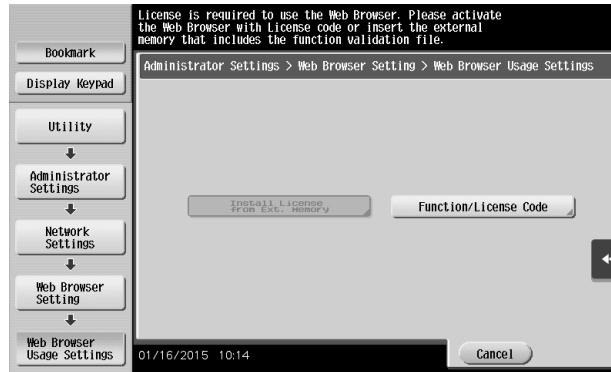 License is required to use the Web Browser. Please activate
the Web Browser with License code or insert the external
memory that includes the function validation file.
Bookmark
Display Keypad
Administrator Settings > Web Browser Setting > Web Browser Usage Settings
Utility
Administrator
Settings
Network
Settings
Web Browser
Setting
Web Browser
Usage Settings
Install License
from Ext. Memory
Function/License Code
01/16/2015 10:14
Cancel